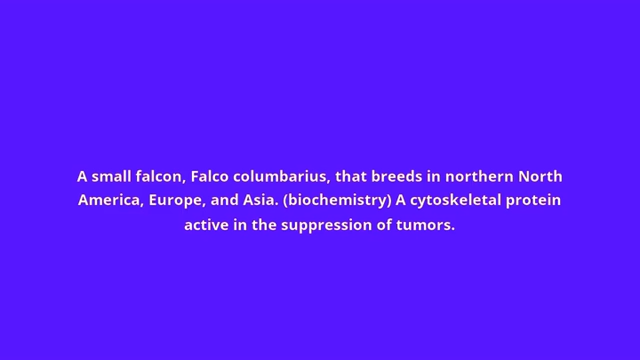 A small falcon, Falco columbarius, that breeds in northern North
America, Europe, and Asia. (biochemistry) A cytoskeletal protein
active in the suppression of tumors.